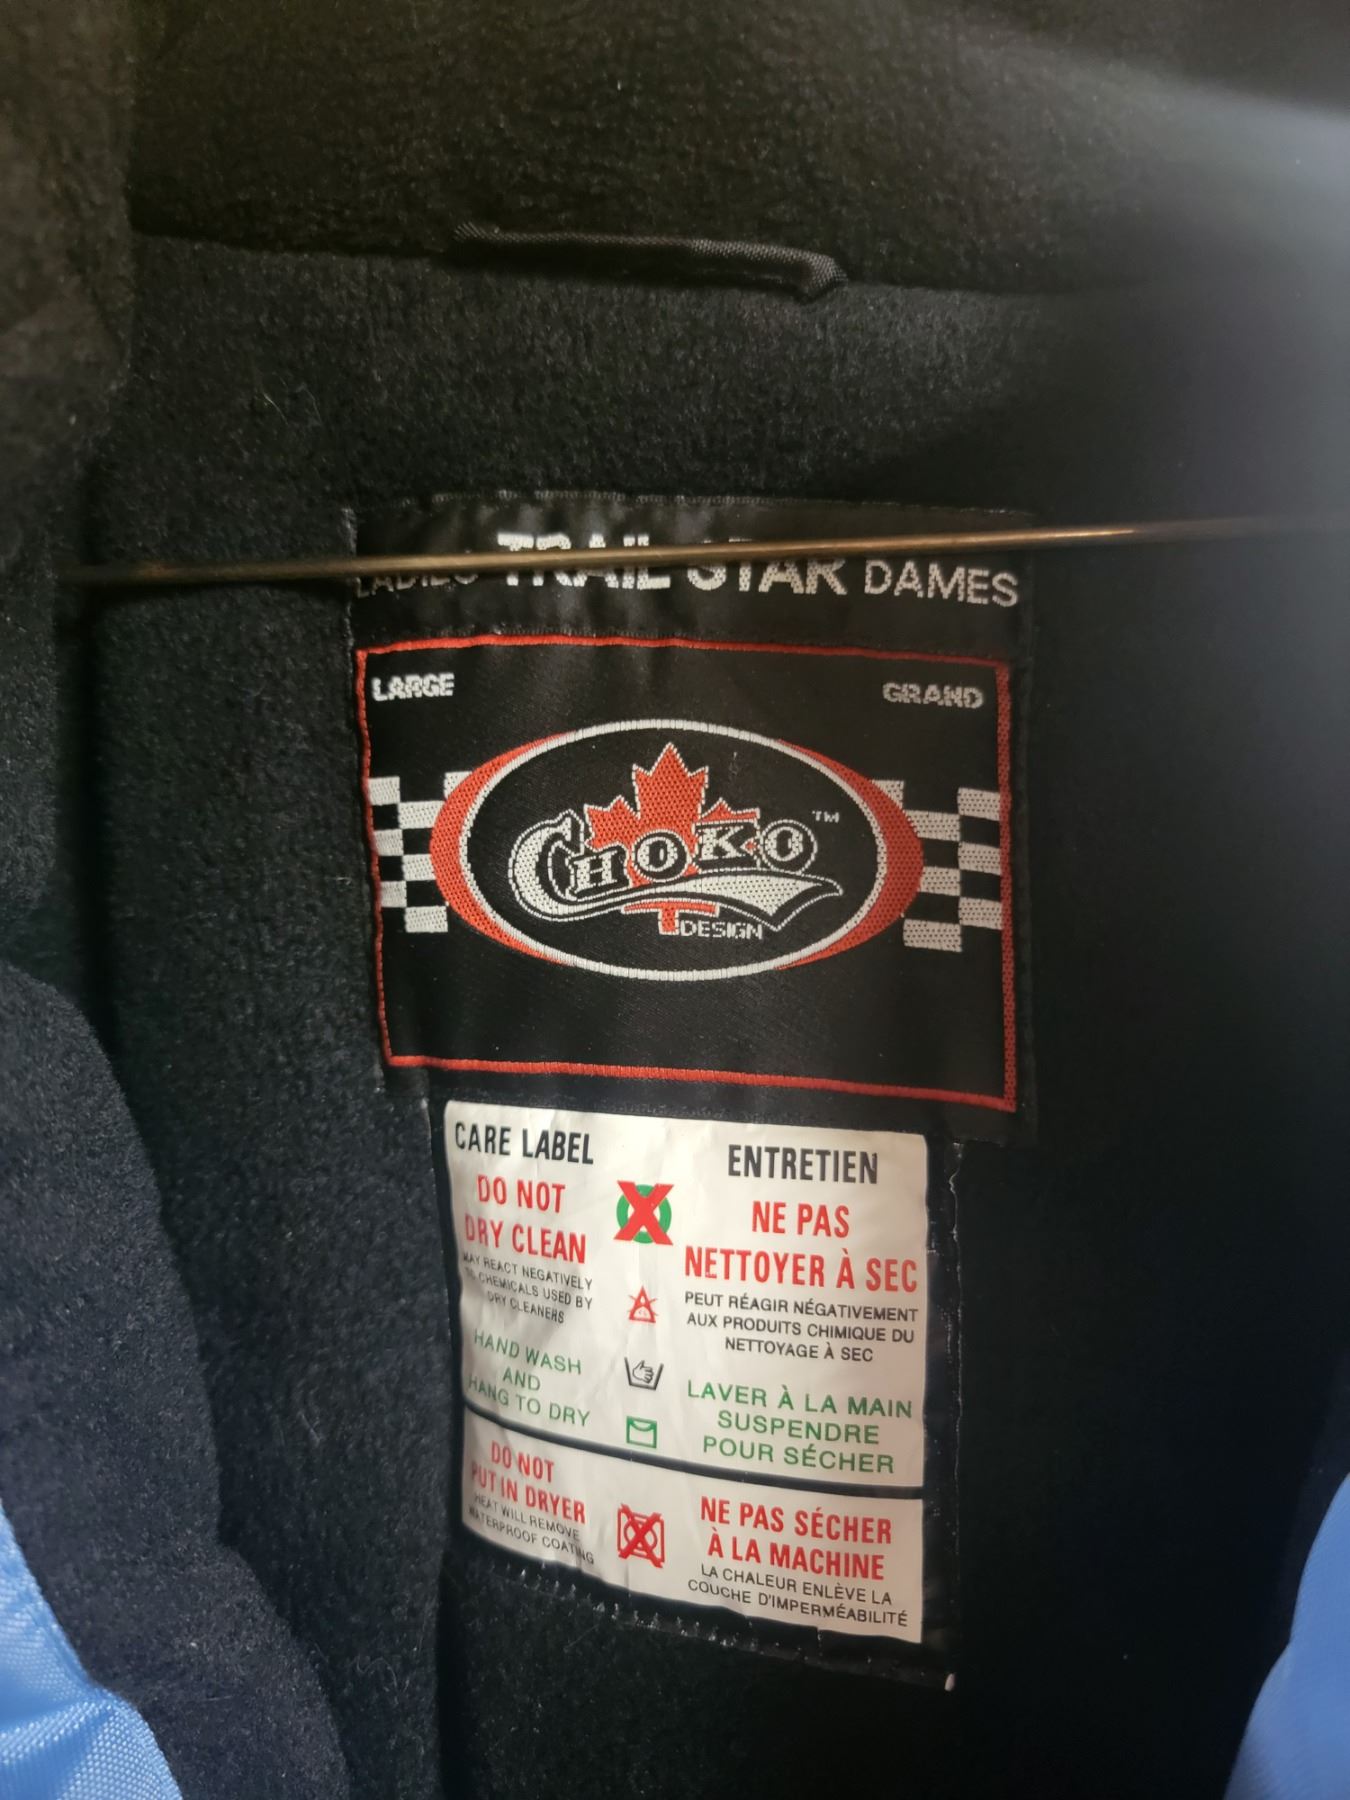 LADIES TRAIL STAR DAMES
LARGE GRAND
CHOKO TM
DESIGN
CARE LABEL
DO NOT
DRY CLEAN
MAY REACT NEGATIVELY
TO CHEMICALS USED BY
DRY CLEANERS
HAND WASH
AND
HANG TO DRY
DO NOT
PUT IN DRYER
HEAT WILL REMOVE
WATERPROOF COATING
ENTRETIEN
NE PAS
NETTOYER À SEC
PEUT RÉAGIR NÉGATIVEMENT
AUX PRODUITS CHIMIQUE DU
NETTOYAGE À SEC
LAVER À LA MAIN
SUSPENDRE
POUR SÉCHER
NE PAS SÉCHER
À LA MACHINE
LA CHALEUR ENLÈVE LA
COUCHE D'IMPERMÉABILITÉ